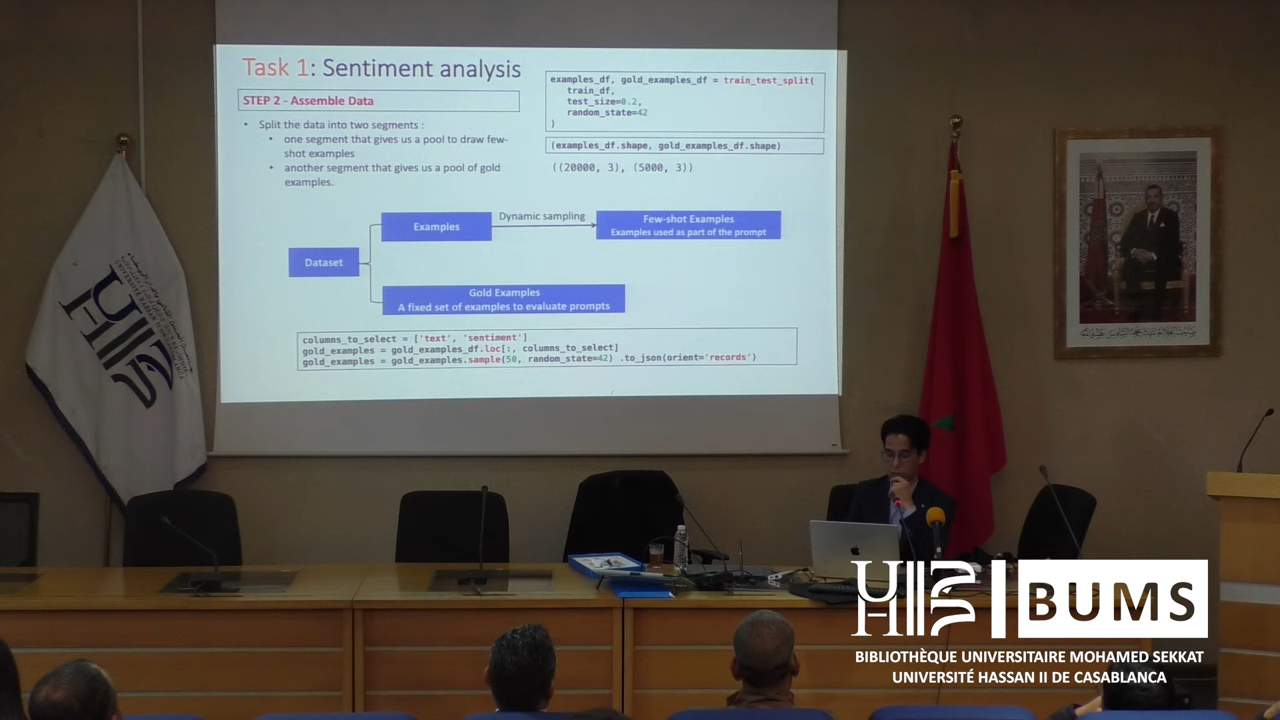 Task 1: Sentiment analysis
STEP 2 - Assemble Data
• Split the data into two segments :
• one segment that gives us a pool to draw few-
shot examples
• another segment that gives us a pool of gold
examples.
examples_df, gold_examples_df = train_test_split(
train_df,
test_size=0.2,
random_state=42
)
(examples_df.shape, gold_examples_df.shape)
((20000, 3), (5000, 3))
Dataset
Examples
Dynamic sampling
Few-shot Examples
Examples used as part of the prompt
Gold Examples
A fixed set of examples to evaluate prompts
columns_to_select = ['text', 'sentiment']
gold_examples = gold_examples_df.loc[:, columns_to_select]
gold_examples = gold_examples.sample(50, random_state=42) .to_json(orient='records')
BUMS
BIBLIOTHÈQUE UNIVERSITAIRE MOHAMED SEKKAT
UNIVERSITÉ HASSAN II DE CASABLANCA